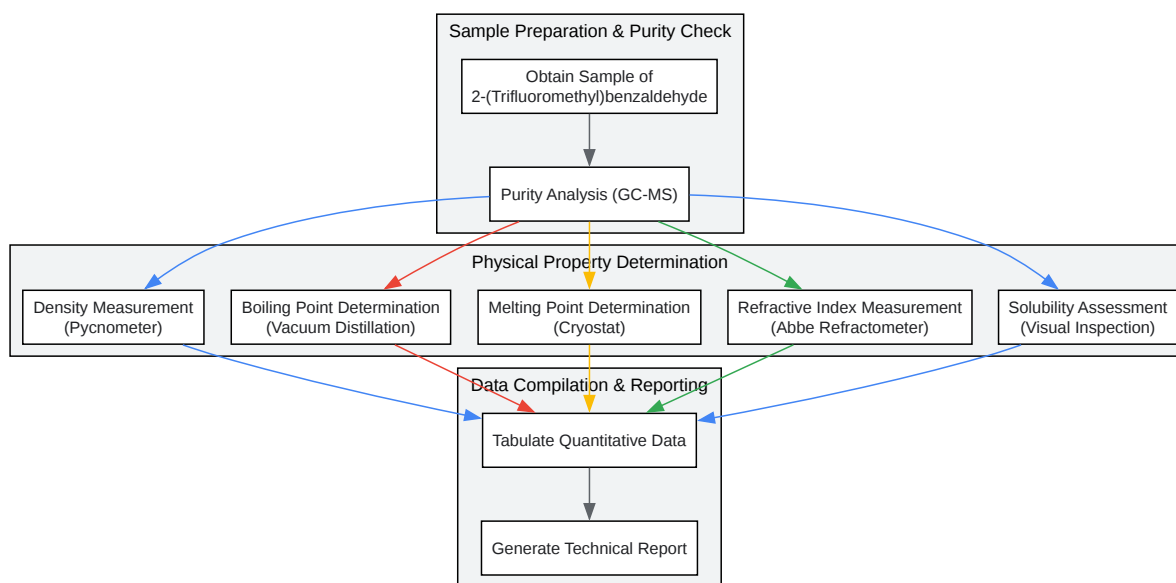 Sample Preparation & Purity Check
Obtain Sample of
2-(Trifluoromethyl)benzaldehyde
Purity Analysis (GC-MS)
Physical Property Determination
Density Measurement
(Pycnometer)
Boiling Point Determination
(Vacuum Distillation)
Melting Point Determination
(Cryostat)
Refractive Index Measurement
(Abbe Refractometer)
Solubility Assessment
(Visual Inspection)
Data Compilation & Reporting
Tabulate Quantitative Data
Generate Technical Report